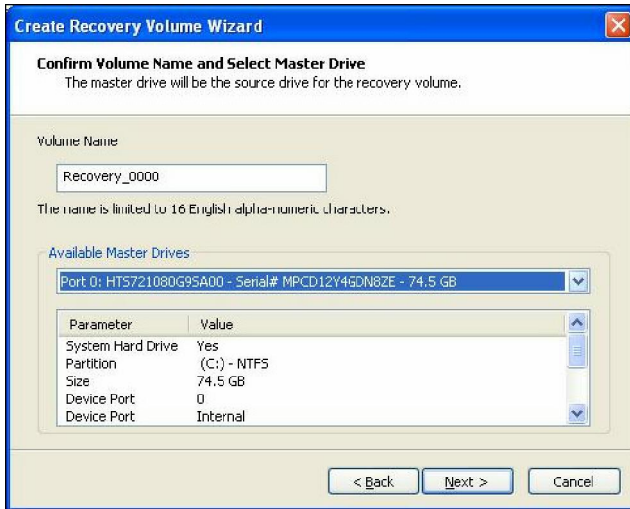 Create Recovery Volume Wizard
Confirm Volume Name and Select Master Drive
The master drive will be the source drive for the recovery volume.
Volume Name
Recovery_0000
The name is limited to 16 English alpha-numeric characters.
Available Master Drives
Port 0: HTS721080G9SA00 - Serial# MPCD12Y4GDN8ZE - 74.5 GB
Parameter Value
System Hard Drive Yes
Partition (C:) - NTFS
Size 74.5 GB
Device Port 0
Device Port Internal
< Back Next > Cancel